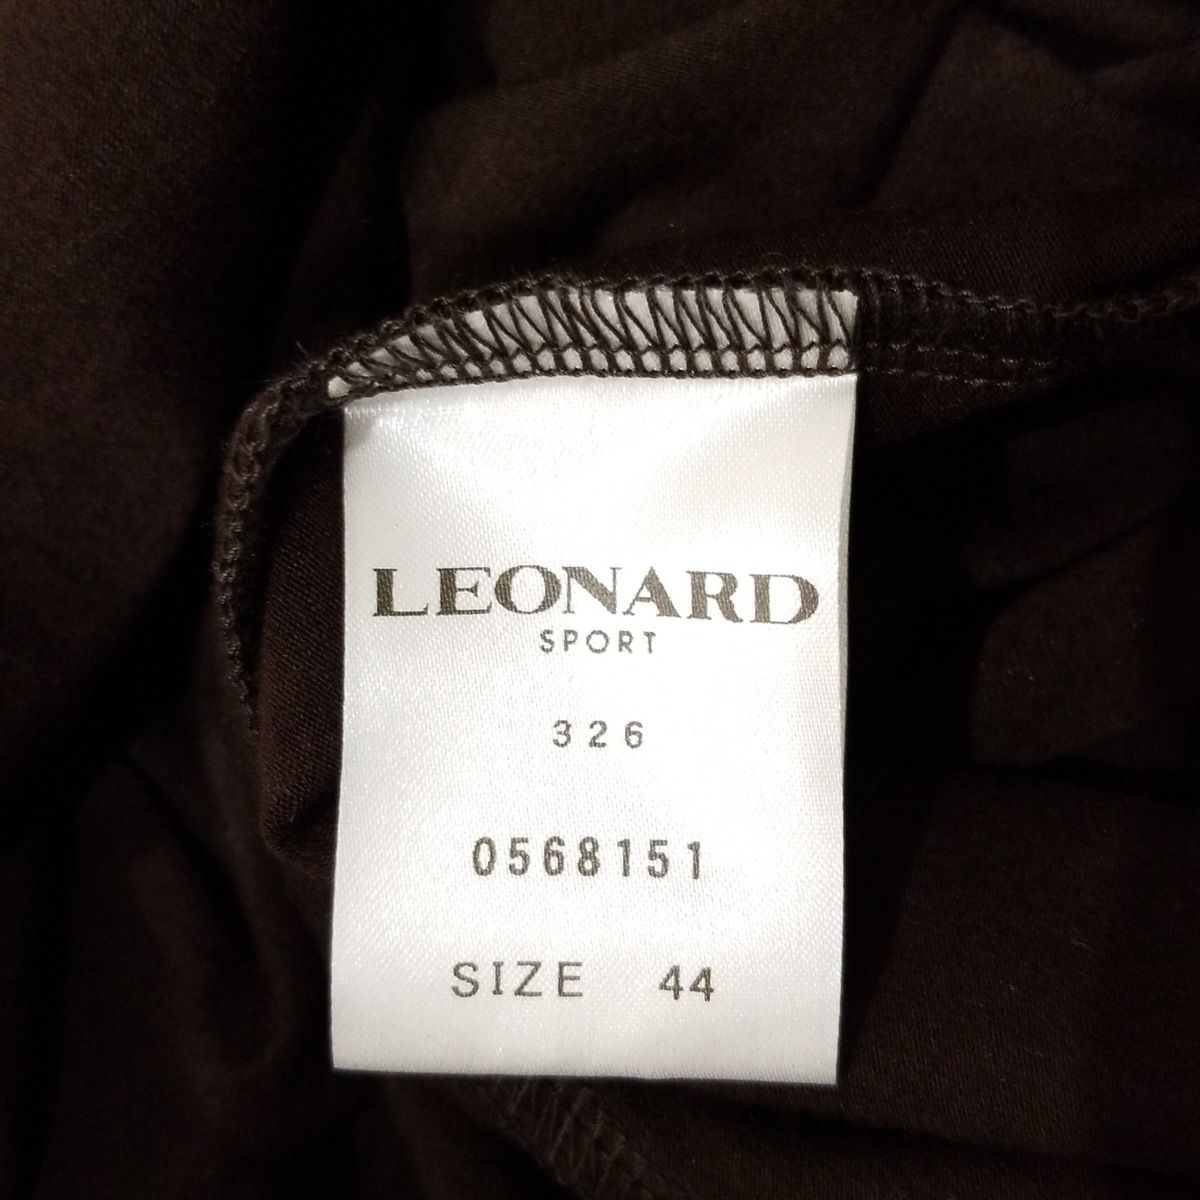 LEONARD
SPORT
326
0568151
SIZE 44